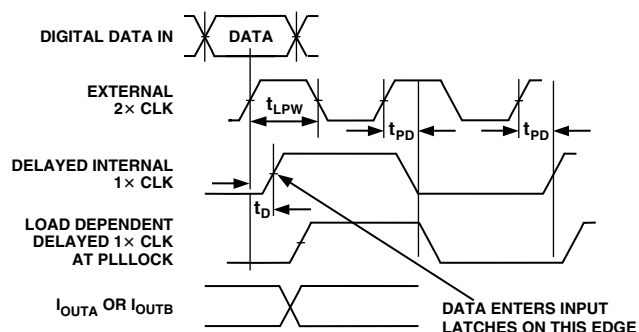 DIGITAL DATA IN
DATA
EXTERNAL
2× CLK
tLPW
tPD
tPD
DELAYED INTERNAL
1× CLK
tD
LOAD DEPENDENT
DELAYED 1× CLK
AT PLLLOCK
IOUTA OR IOUTB
DATA ENTERS INPUT
LATCHES ON THIS EDGE